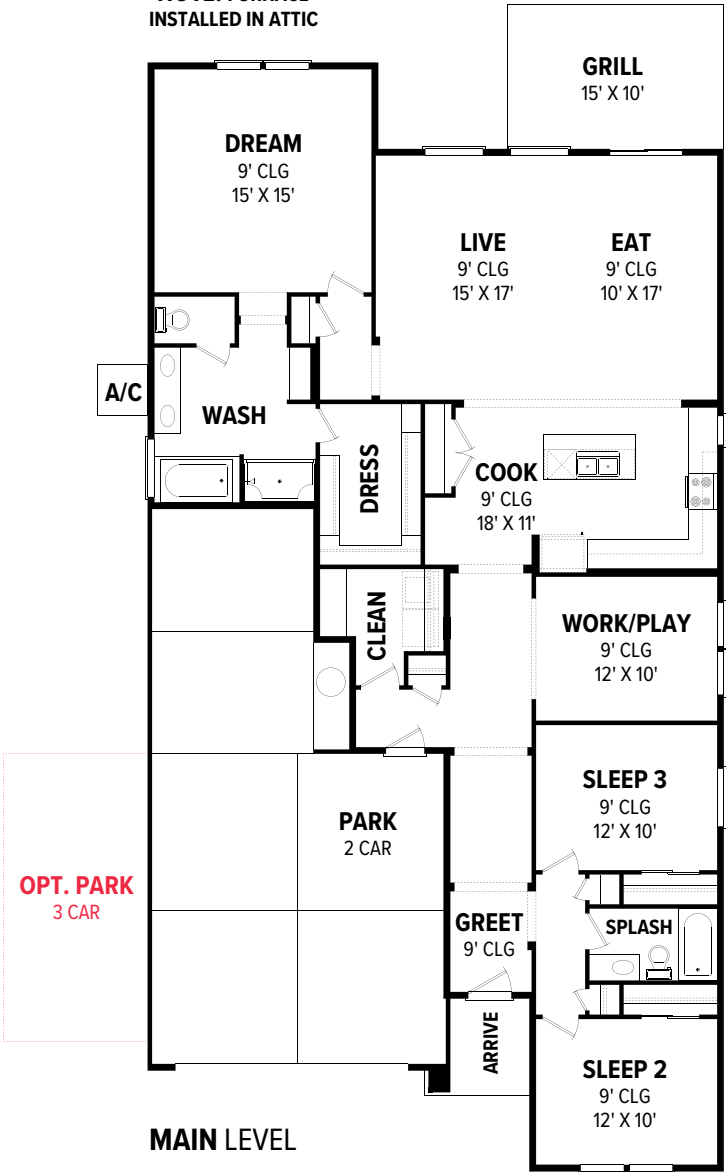 INSTALLED IN ATTIC
GRILL
15' X 10'
DREAM
9' CLG
15' X 15'
LIVE
9' CLG
15' X 17'
EAT
9' CLG
10' X 17'
A/C
WASH
DRESS
COOK
9' CLG
18' X 11'
CLEAN
WORK/PLAY
9' CLG
12' X 10'
SLEEP 3
9' CLG
12' X 10'
PARK
2 CAR
OPT. PARK
3 CAR
GREET
9' CLG
SPLASH
ARRIVE
SLEEP 2
9' CLG
12' X 10'
MAIN LEVEL